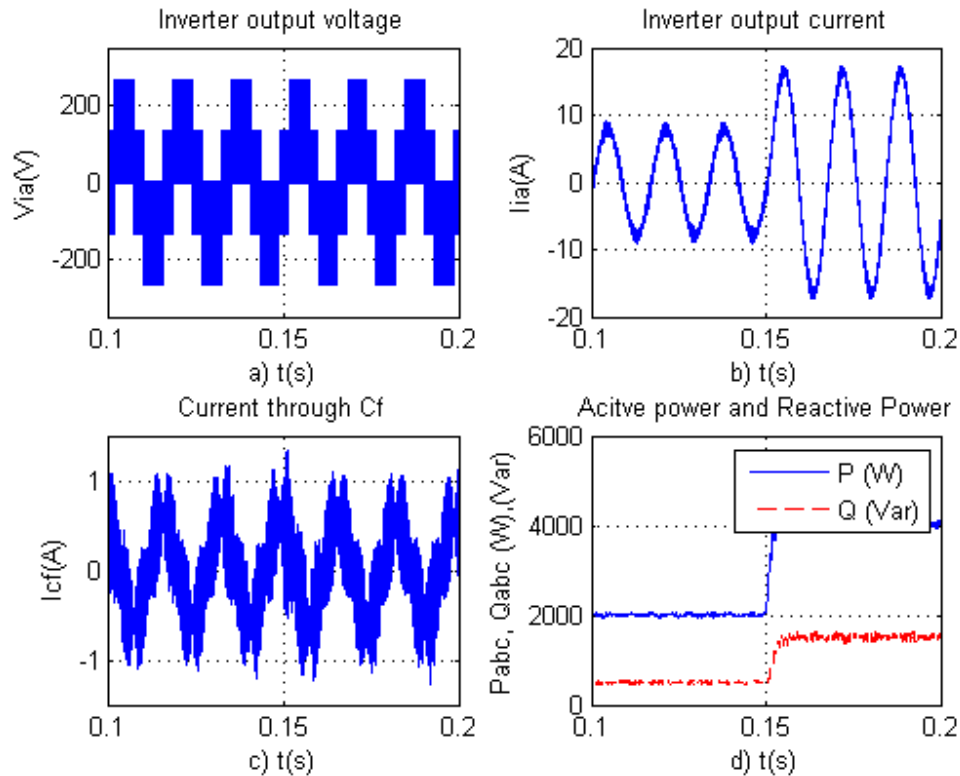 Inverter output voltage
Via(V)
200
0
-200
0.1
0.15
0.2
a) t(s)
Inverter output current
Iia(A)
20
10
0
-10
-20
0.1
0.15
0.2
b) t(s)
Current through Cf
Icf(A)
1
0
-1
0.1
0.15
0.2
c) t(s)
Acitve power and Reactive Power
Pabc, Qabc (W),(Var)
6000
4000
2000
0
P (W)
Q (Var)
0.1
0.15
0.2
d) t(s)